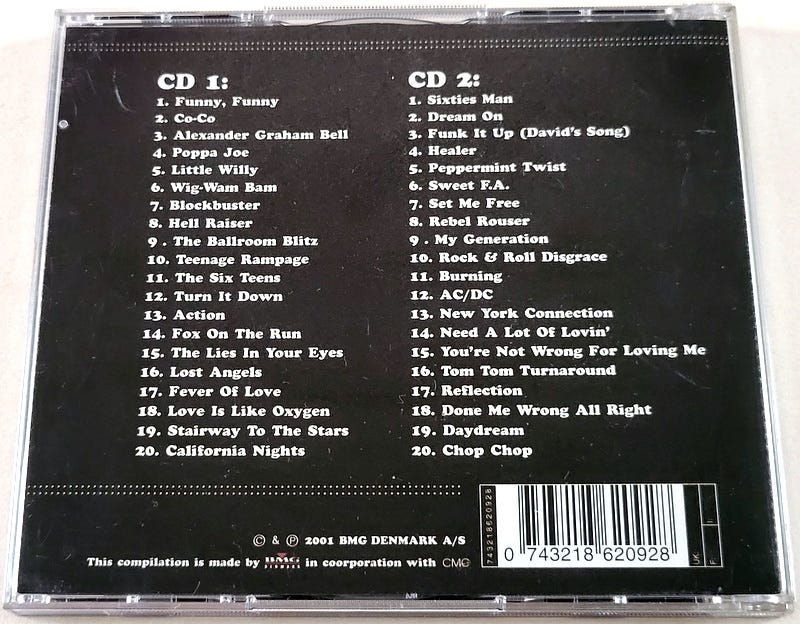 CD 1:
1. Funny, Funny
2. Co-Co
3. Alexander Graham Bell
4. Poppa Joe
5. Little Willy
6. Wig-Wam Bam
7. Blockbuster
8. Hell Raiser
9 . The Ballroom Blitz
10. Teenage Rampage
11. The Six Teens
12. Turn It Down
13. Action
14. Fox On The Run
15. The Lies In Your Eyes
16. Lost Angels
17. Fever Of Love
18. Love Is Like Oxygen
19. Stairway To The Stars
20. California Nights
CD 2:
1. Sixties Man
2. Dream On
3. Funk It Up (David's Song)
4. Healer
5. Peppermint Twist
6. Sweet F.A.
7. Set Me Free
8. Rebel Rouser
9 . My Generation
10. Rock & Roll Disgrace
11. Burning
12. AC/DC
13. New York Connection
14. Need A Lot Of Lovin'
15. You're Not Wrong For Loving Me
16. Tom Tom Turnaround
17. Reflection
18. Done Me Wrong All Right
19. Daydream
20. Chop Chop
© & ℗ 2001 BMG DENMARK A/S
This compilation is made by BMG in coorporation with CMC
743218620928
0 743218 620928
UK:
F: